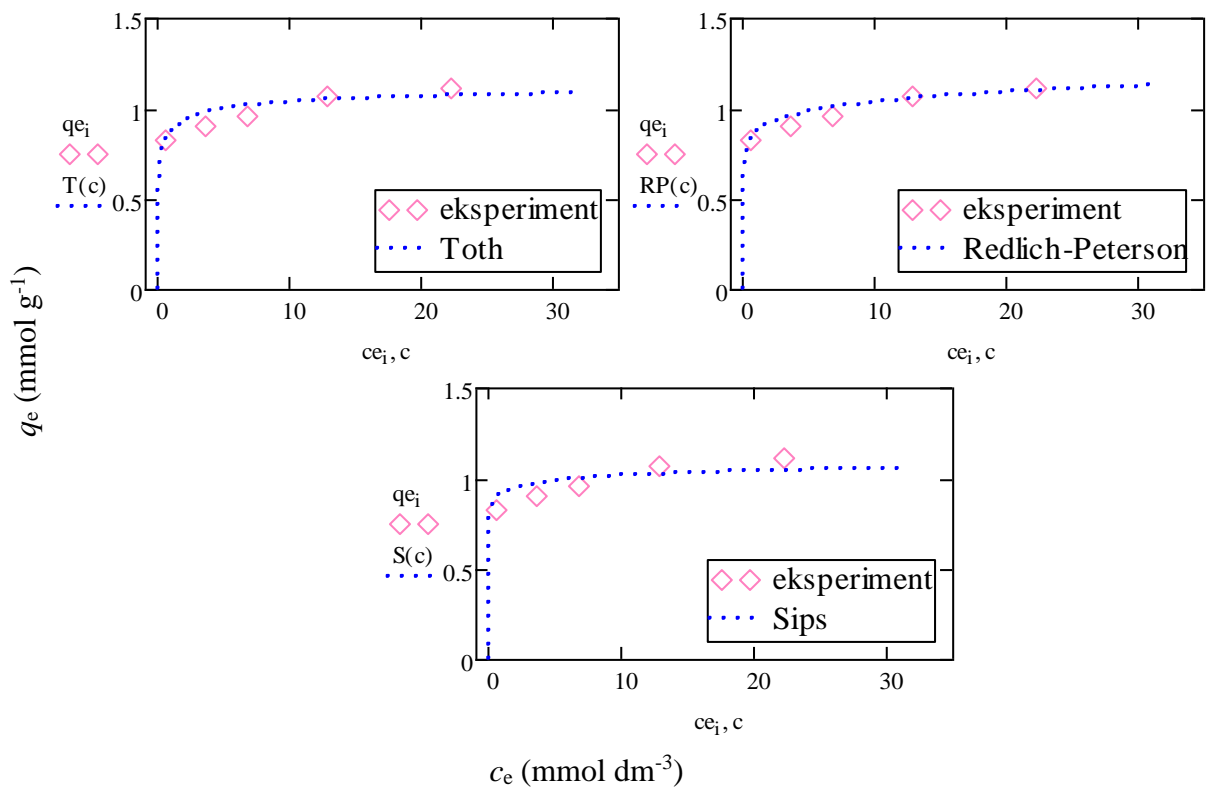 1.5
1
0.5
0
0 10 20 30
qe_i
T(c)
ce_i, c
eksperiment
Toth
1.5
1
0.5
0
0 10 20 30
qe_i
RP(c)
ce_i, c
eksperiment
Redlich-Peterson
q_e (mmol g⁻¹)
1.5
1
0.5
0
0 10 20 30
qe_i
S(c)
ce_i, c
eksperiment
Sips
c_e (mmol dm⁻³)